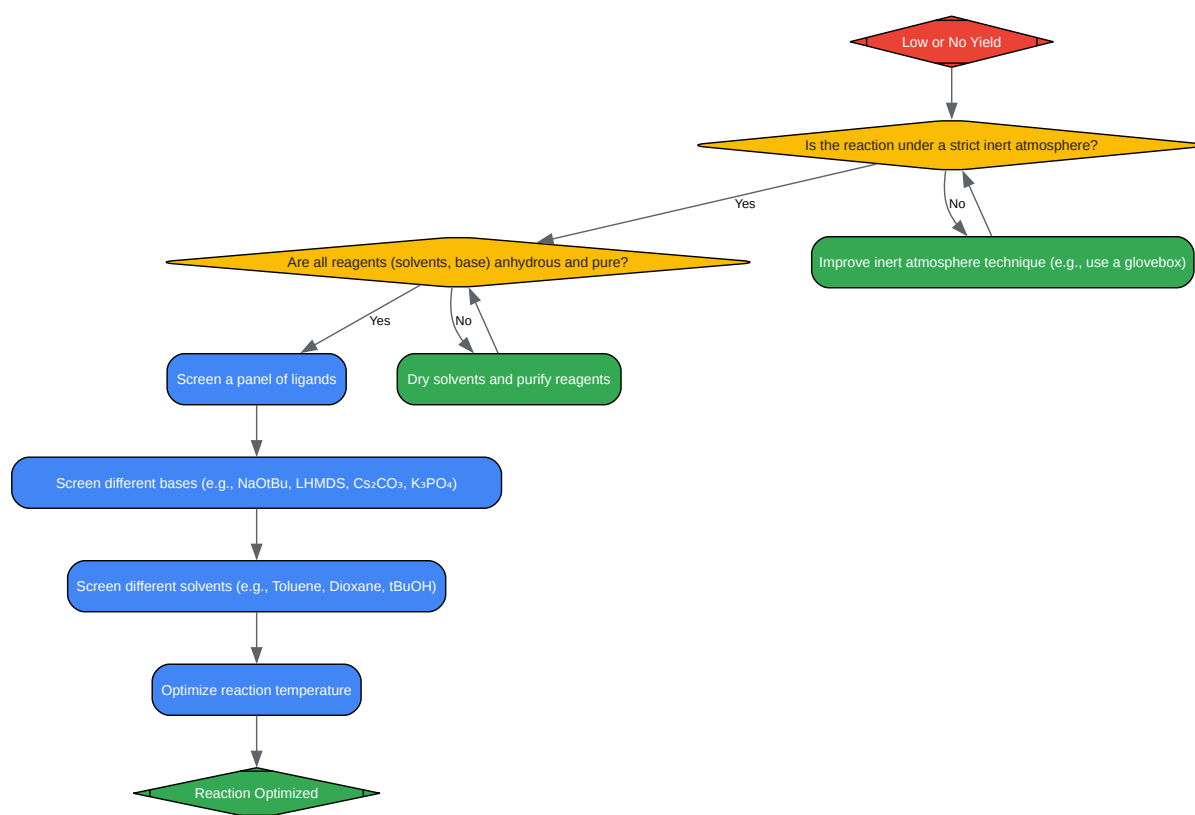 Low or No Yield
Is the reaction under a strict inert atmosphere?
Yes
No
Are all reagents (solvents, base) anhydrous and pure?
Improve inert atmosphere technique (e.g., use a glovebox)
Yes
No
Screen a panel of ligands
Dry solvents and purify reagents
Screen different bases (e.g., NaOtBu, LHMDS, Cs₂CO₃, K₃PO₄)
Screen different solvents (e.g., Toluene, Dioxane, tBuOH)
Optimize reaction temperature
Reaction Optimized